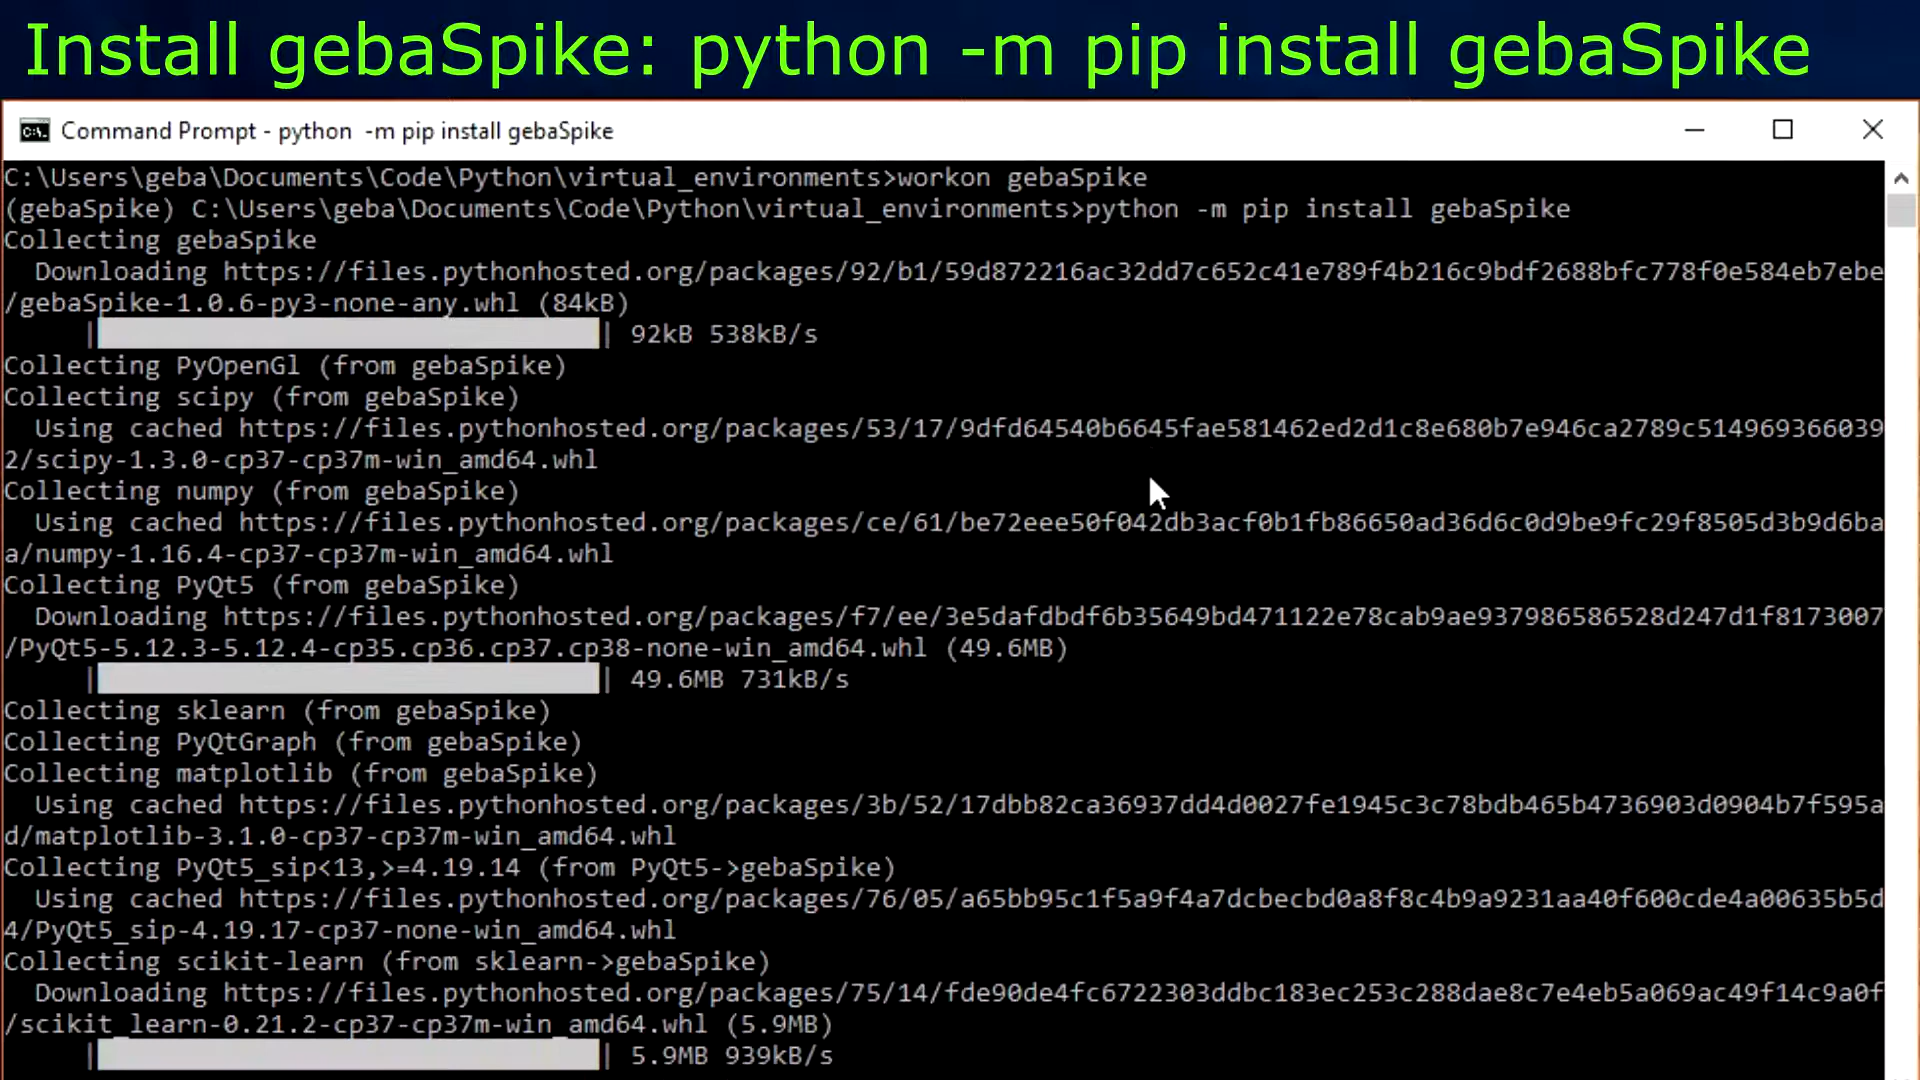 Install gebaSpike: python -m pip install gebaSpike
Command Prompt - python  -m pip install gebaSpike
C:\Users\geba\Documents\Code\Python\virtual_environments>workon gebaSpike
(gebaSpike) C:\Users\geba\Documents\Code\Python\virtual_environments>python -m pip install gebaSpike
Collecting gebaSpike
  Downloading https://files.pythonhosted.org/packages/92/b1/59d872216ac32dd7c652c41e789f4b216c9bdf2688bfc778f0e584eb7ebe
/gebaSpike-1.0.6-py3-none-any.whl (84kB)
| | 92kB 538kB/s
Collecting PyOpenGl (from gebaSpike)
Collecting scipy (from gebaSpike)
  Using cached https://files.pythonhosted.org/packages/53/17/9dfd64540b6645fae581462ed2d1c8e680b7e946ca2789c514969366039
2/scipy-1.3.0-cp37-cp37m-win_amd64.whl
Collecting numpy (from gebaSpike)
  Using cached https://files.pythonhosted.org/packages/ce/61/be72eee50f042db3acf0b1fb86650ad36d6c0d9be9fc29f8505d3b9d6ba
a/numpy-1.16.4-cp37-cp37m-win_amd64.whl
Collecting PyQt5 (from gebaSpike)
  Downloading https://files.pythonhosted.org/packages/f7/ee/3e5dafdbdf6b35649bd471122e78cab9ae937986586528d247d1f8173007
/PyQt5-5.12.3-5.12.4-cp35.cp36.cp37.cp38-none-win_amd64.whl (49.6MB)
| | 49.6MB 731kB/s
Collecting sklearn (from gebaSpike)
Collecting PyQtGraph (from gebaSpike)
Collecting matplotlib (from gebaSpike)
  Using cached https://files.pythonhosted.org/packages/3b/52/17dbb82ca36937dd4d0027fe1945c3c78bdb465b4736903d0904b7f595a
d/matplotlib-3.1.0-cp37-cp37m-win_amd64.whl
Collecting PyQt5_sip<13,>=4.19.14 (from PyQt5->gebaSpike)
  Using cached https://files.pythonhosted.org/packages/76/05/a65bb95c1f5a9f4a7dcbecbd0a8f8c4b9a9231aa40f600cde4a00635b5d
4/PyQt5_sip-4.19.17-cp37-none-win_amd64.whl
Collecting scikit-learn (from sklearn->gebaSpike)
  Downloading https://files.pythonhosted.org/packages/75/14/fde90de4fc6722303ddbc183ec253c288dae8c7e4eb5a069ac49f14c9a0f
/scikit_learn-0.21.2-cp37-cp37m-win_amd64.whl (5.9MB)
| | 5.9MB 939kB/s